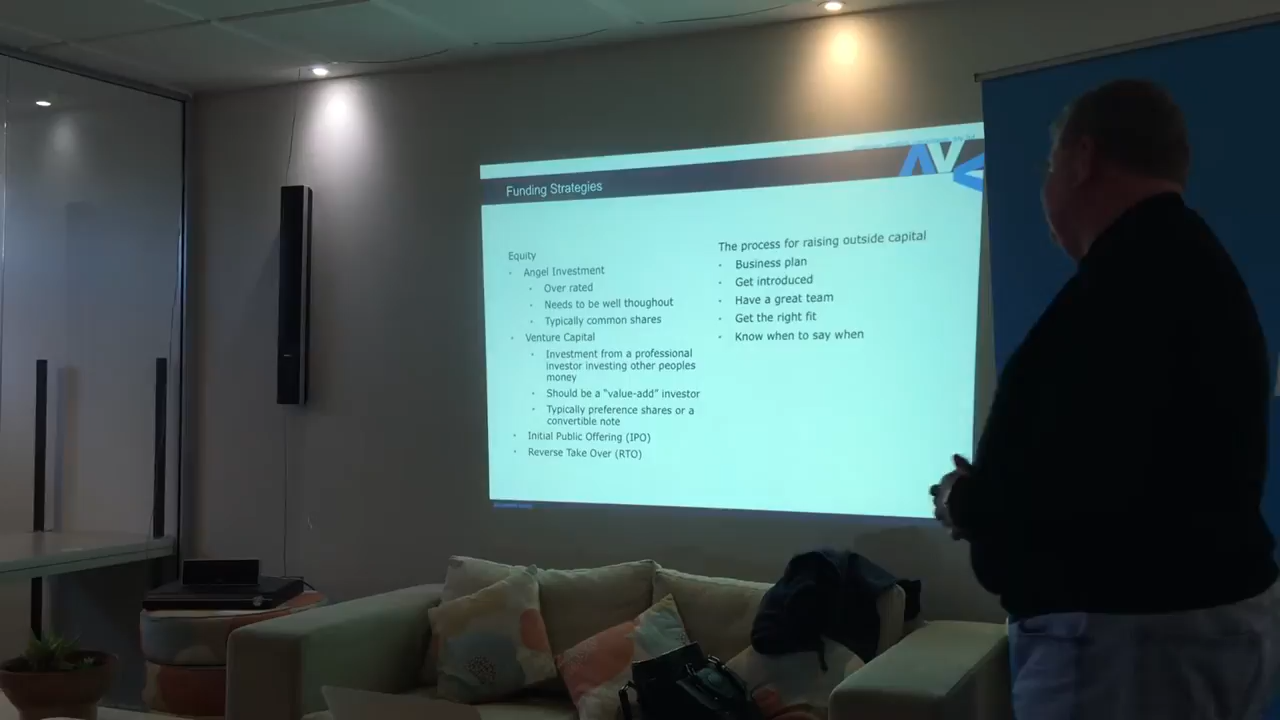 Funding Strategies
Equity
· Angel Investment
· Over rated
· Needs to be well thoughout
· Typically common shares
· Venture Capital
· Investment from a professional
investor investing other peoples
money
· Should be a "value-add" investor
· Typically preference shares or a
convertible note
· Initial Public Offering (IPO)
· Reverse Take Over (RTO)
The process for raising outside capital
· Business plan
· Get introduced
· Have a great team
· Get the right fit
· Know when to say when